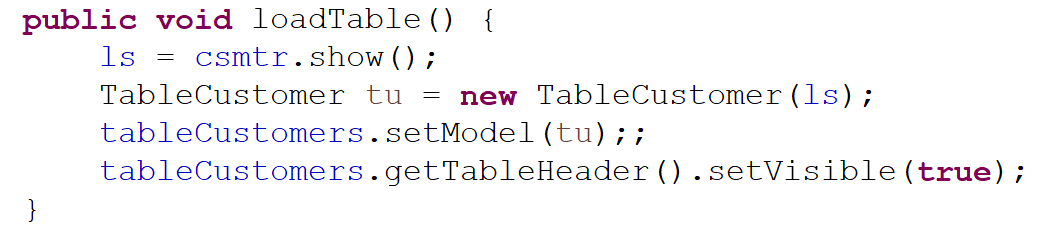 public void loadTable() {
    ls = csmtr.show();
    TableCustomer tu = new TableCustomer(ls);
    tableCustomers.setModel(tu);;
    tableCustomers.getTableHeader().setVisible(true);
}